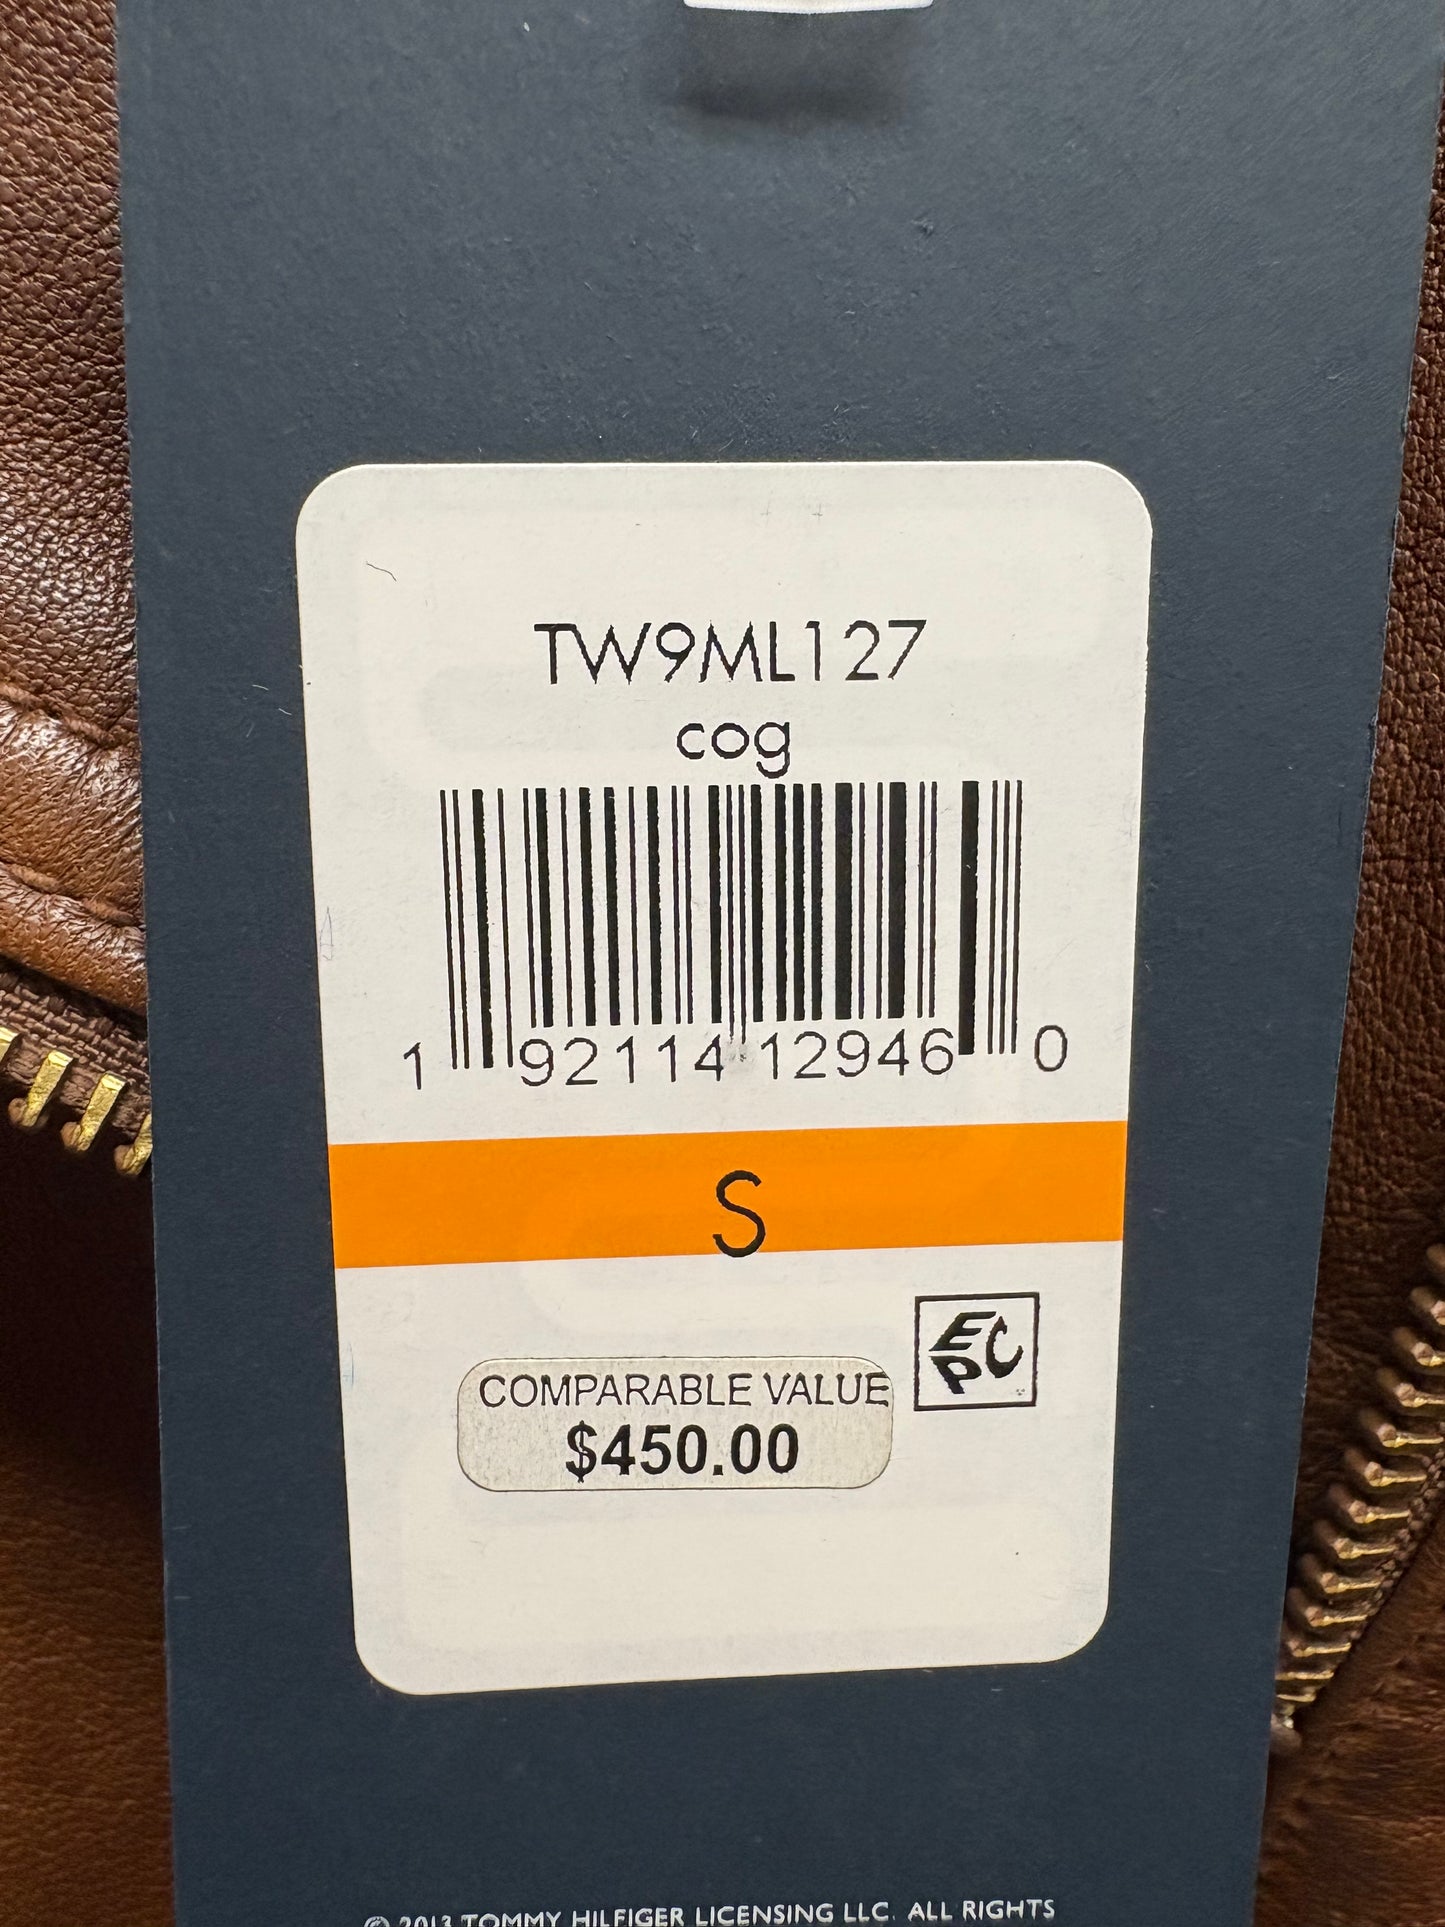 TW9ML127
cog
1 92114 12946 0
S
EPC
COMPARABLE VALUE
$450.00
© 2013 TOMMY HILFIGER LICENSING LLC. ALL RIGHTS